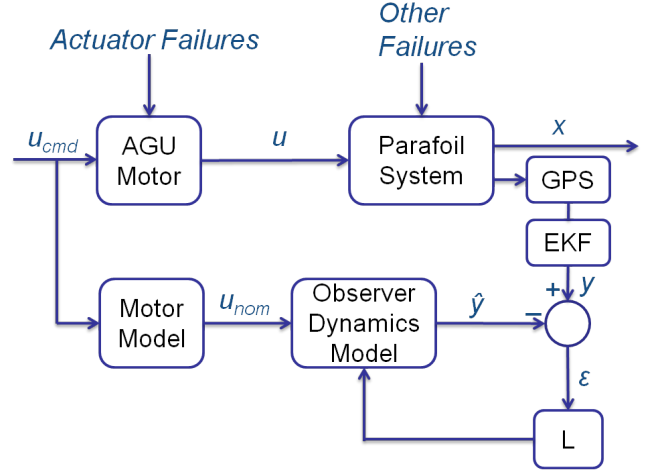 Actuator Failures
Other
Failures
u_cmd
AGU
Motor
u
Parafoil
System
x
GPS
EKF
+
y
Motor
Model
u_nom
Observer
Dynamics
Model
ŷ
−
ε
L